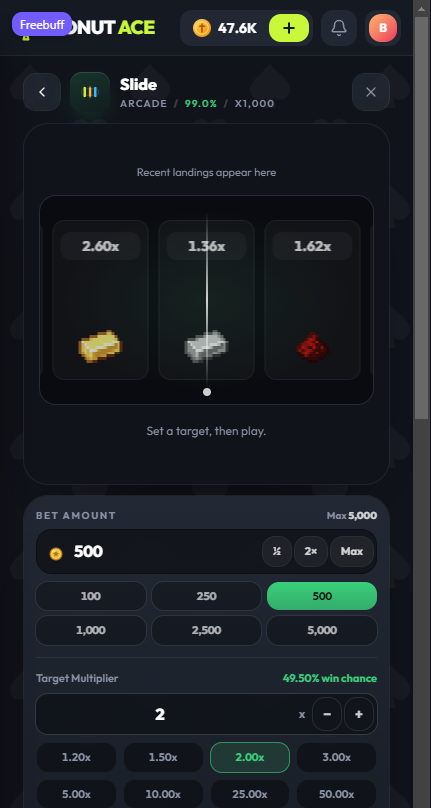 Freebuff
ONUT ACE
47.6K
B
Slide
ARCADE / 99.0% / X1,000
Recent landings appear here
2.60x 1.36x 1.62x
Set a target, then play.
BET AMOUNT Max 5,000
500 ½ 2× Max
100 250 500
1,000 2,500 5,000
Target Multiplier 49.50% win chance
2 x − +
1.20x 1.50x 2.00x 3.00x
5.00x 10.00x 25.00x 50.00x